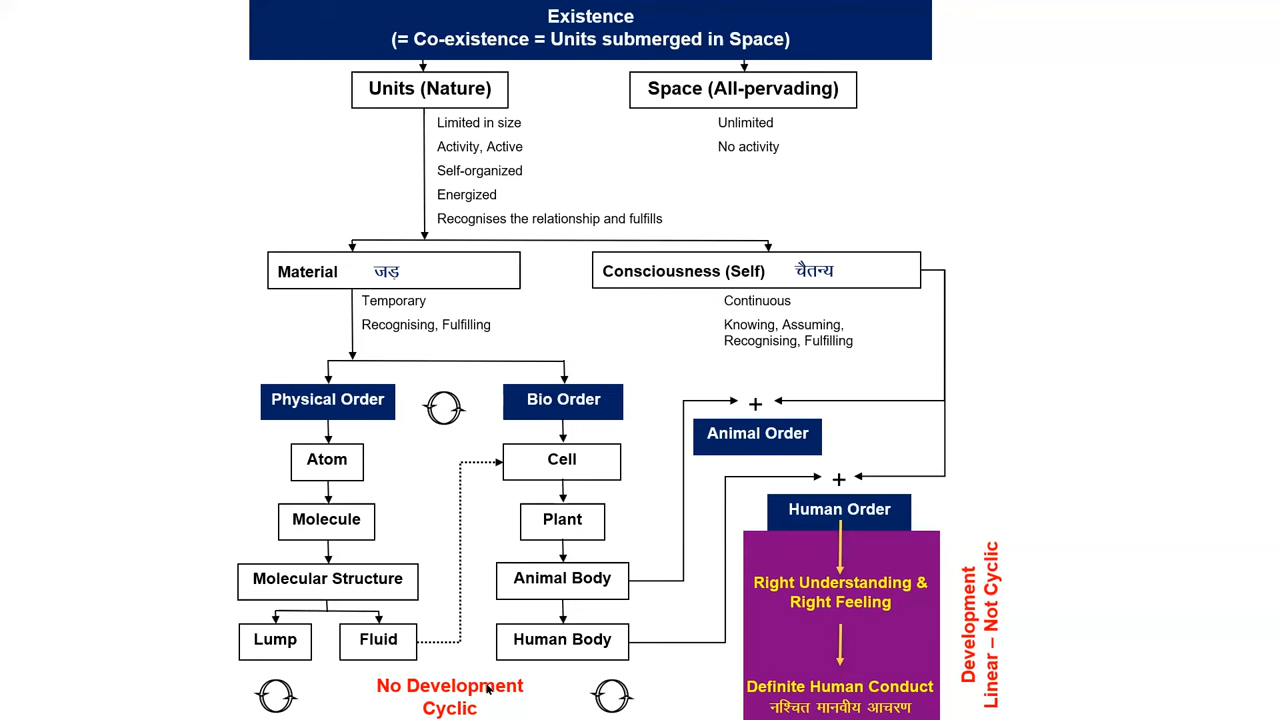 Existence
(= Co-existence = Units submerged in Space)
Units (Nature)
Space (All-pervading)
Limited in size
Activity, Active
Self-organized
Energized
Recognises the relationship and fulfills
Unlimited
No activity
Material जड़
Consciousness (Self) चैतन्य
Temporary
Recognising, Fulfilling
Continuous
Knowing, Assuming,
Recognising, Fulfilling
Physical Order
Bio Order
+
Animal Order
Atom
Cell
+
Human Order
Molecule
Plant
Molecular Structure
Animal Body
Right Understanding &
Right Feeling
Lump
Fluid
Human Body
No Development
Cyclic
Definite Human Conduct
नश्चित मानवीय आचरण
Development
Linear – Not Cyclic